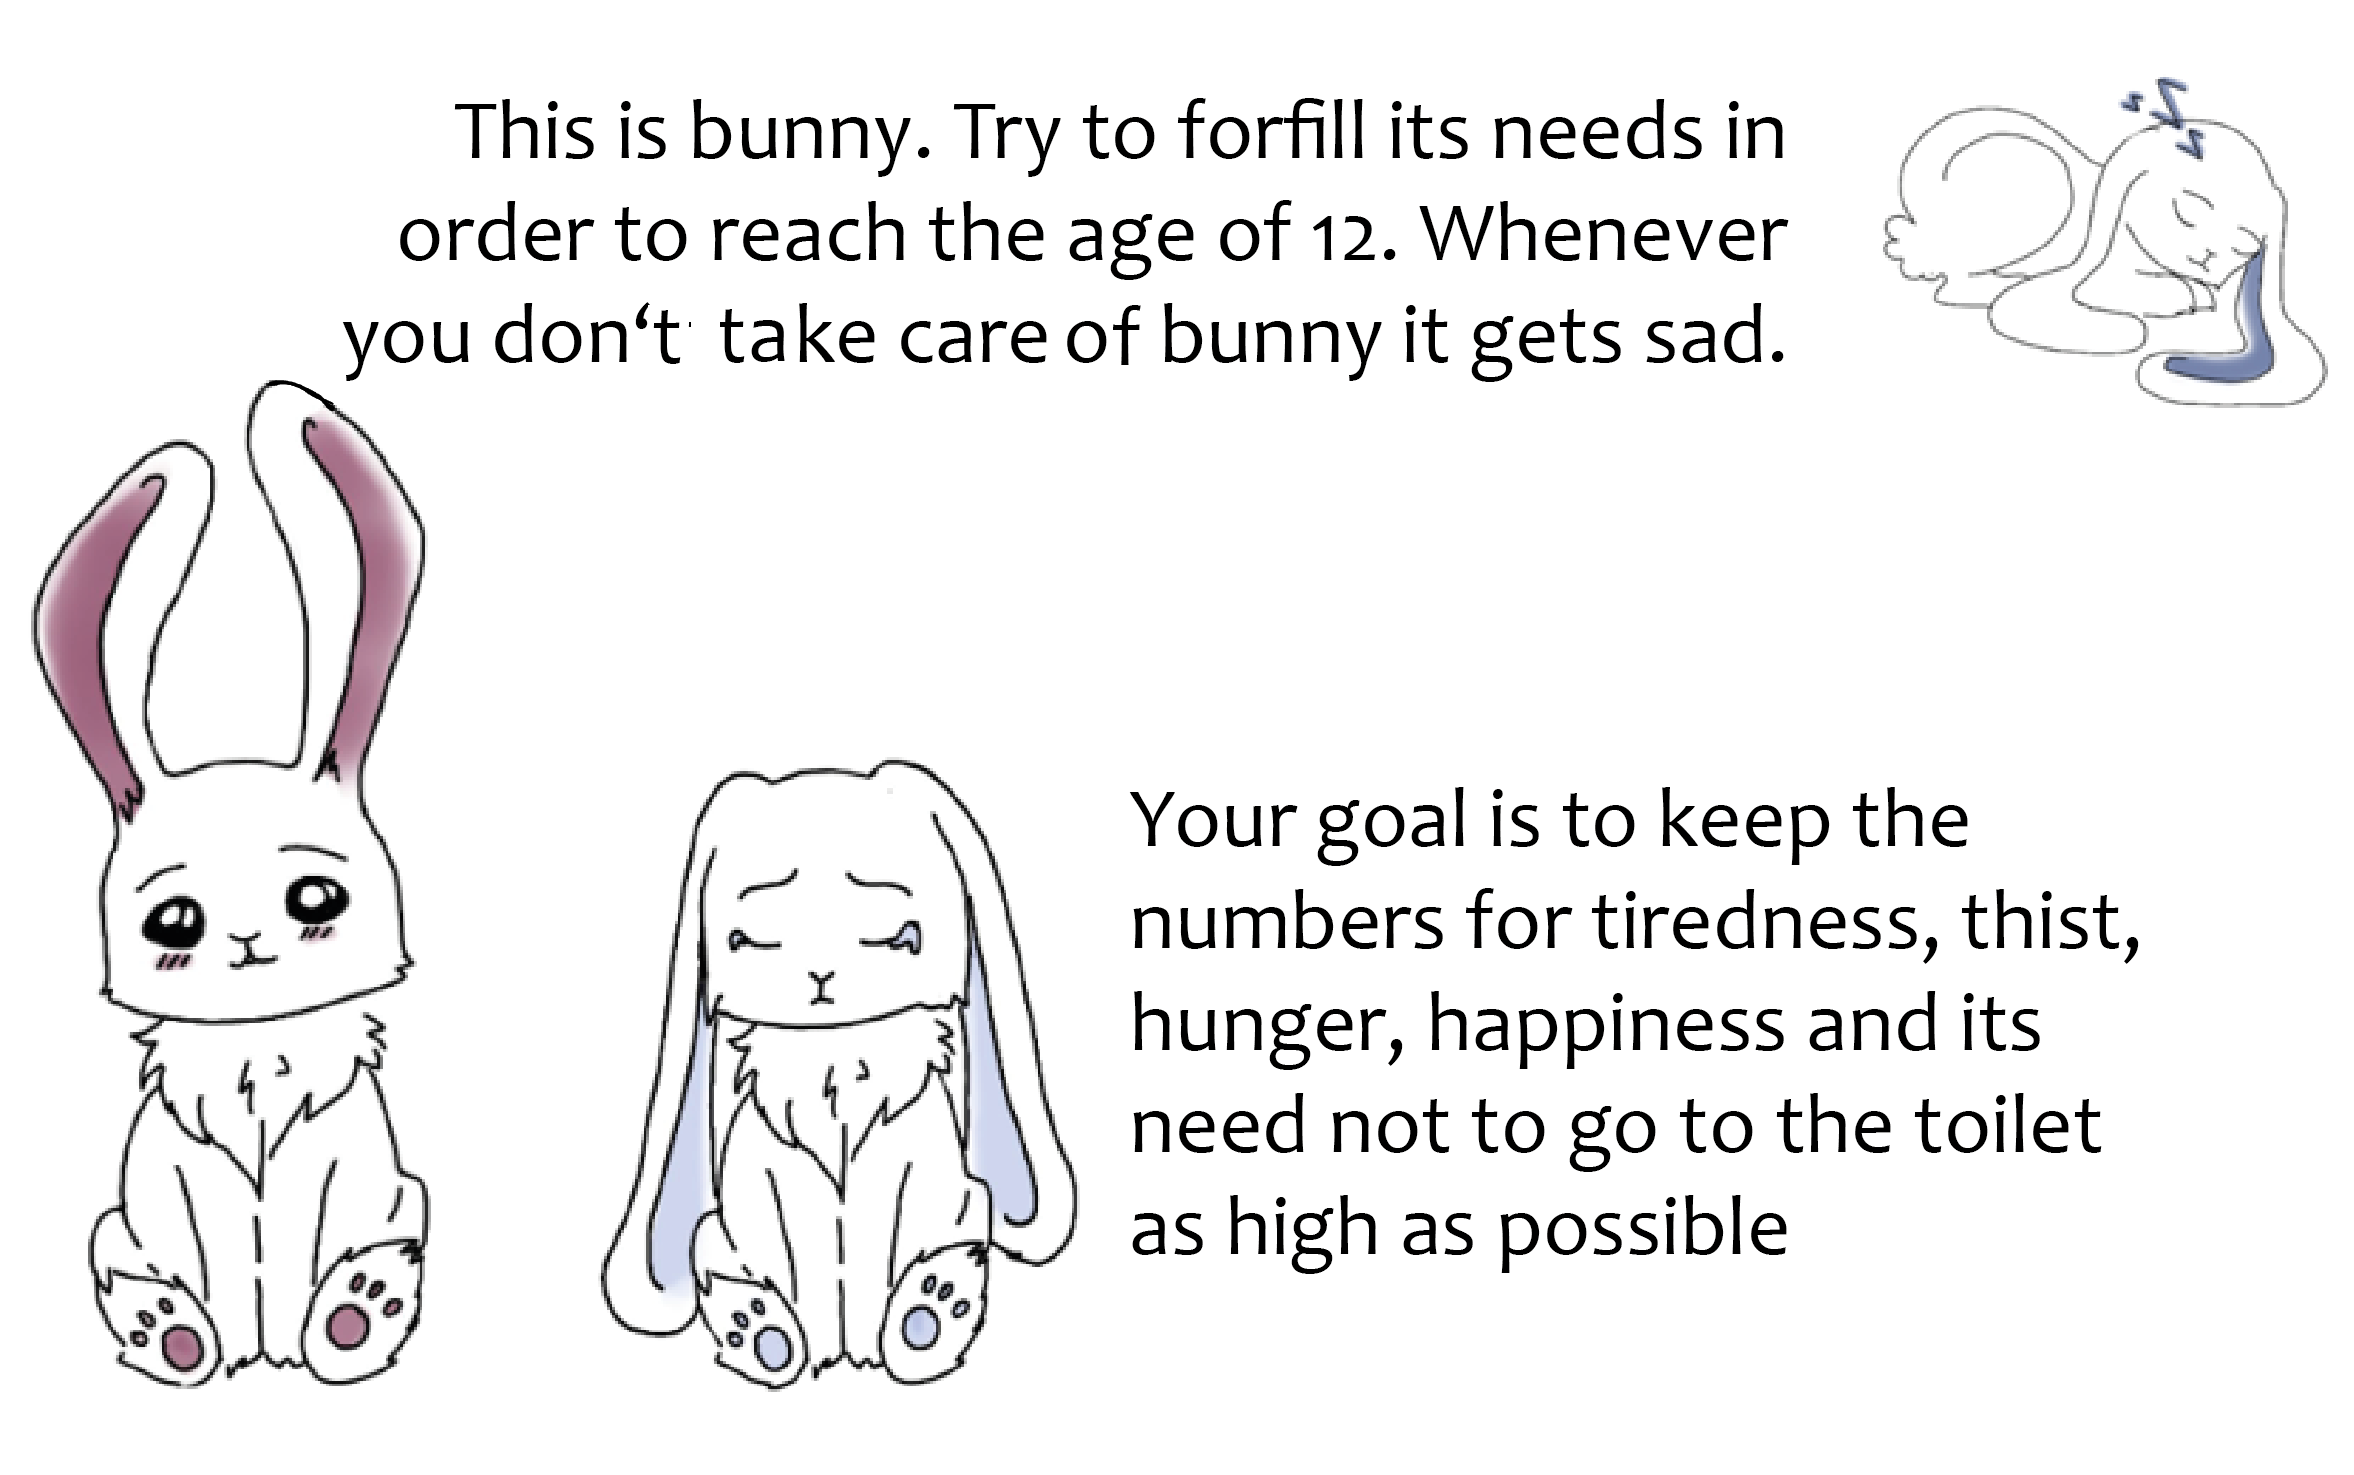 This is bunny. Try to forfill its needs in
order to reach the age of 12. Whenever
you don‘t take care of bunny it gets sad.
Your goal is to keep the
numbers for tiredness, thist,
hunger, happiness and its
need not to go to the toilet
as high as possible